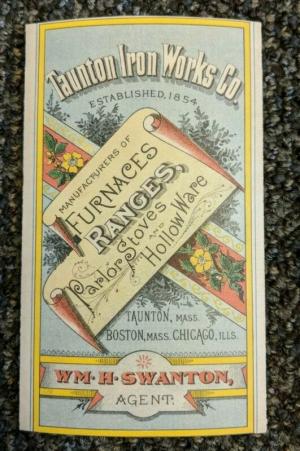 Taunton Iron Works Co.
ESTABLISHED, 1854.
MANUFACTURERS OF
FURNACES
RANGES,
Parlor Stoves
AND
Hollow Ware
TAUNTON, MASS.
BOSTON, MASS. CHICAGO, ILLS.
WM·H·SWANTON,
AGENT.